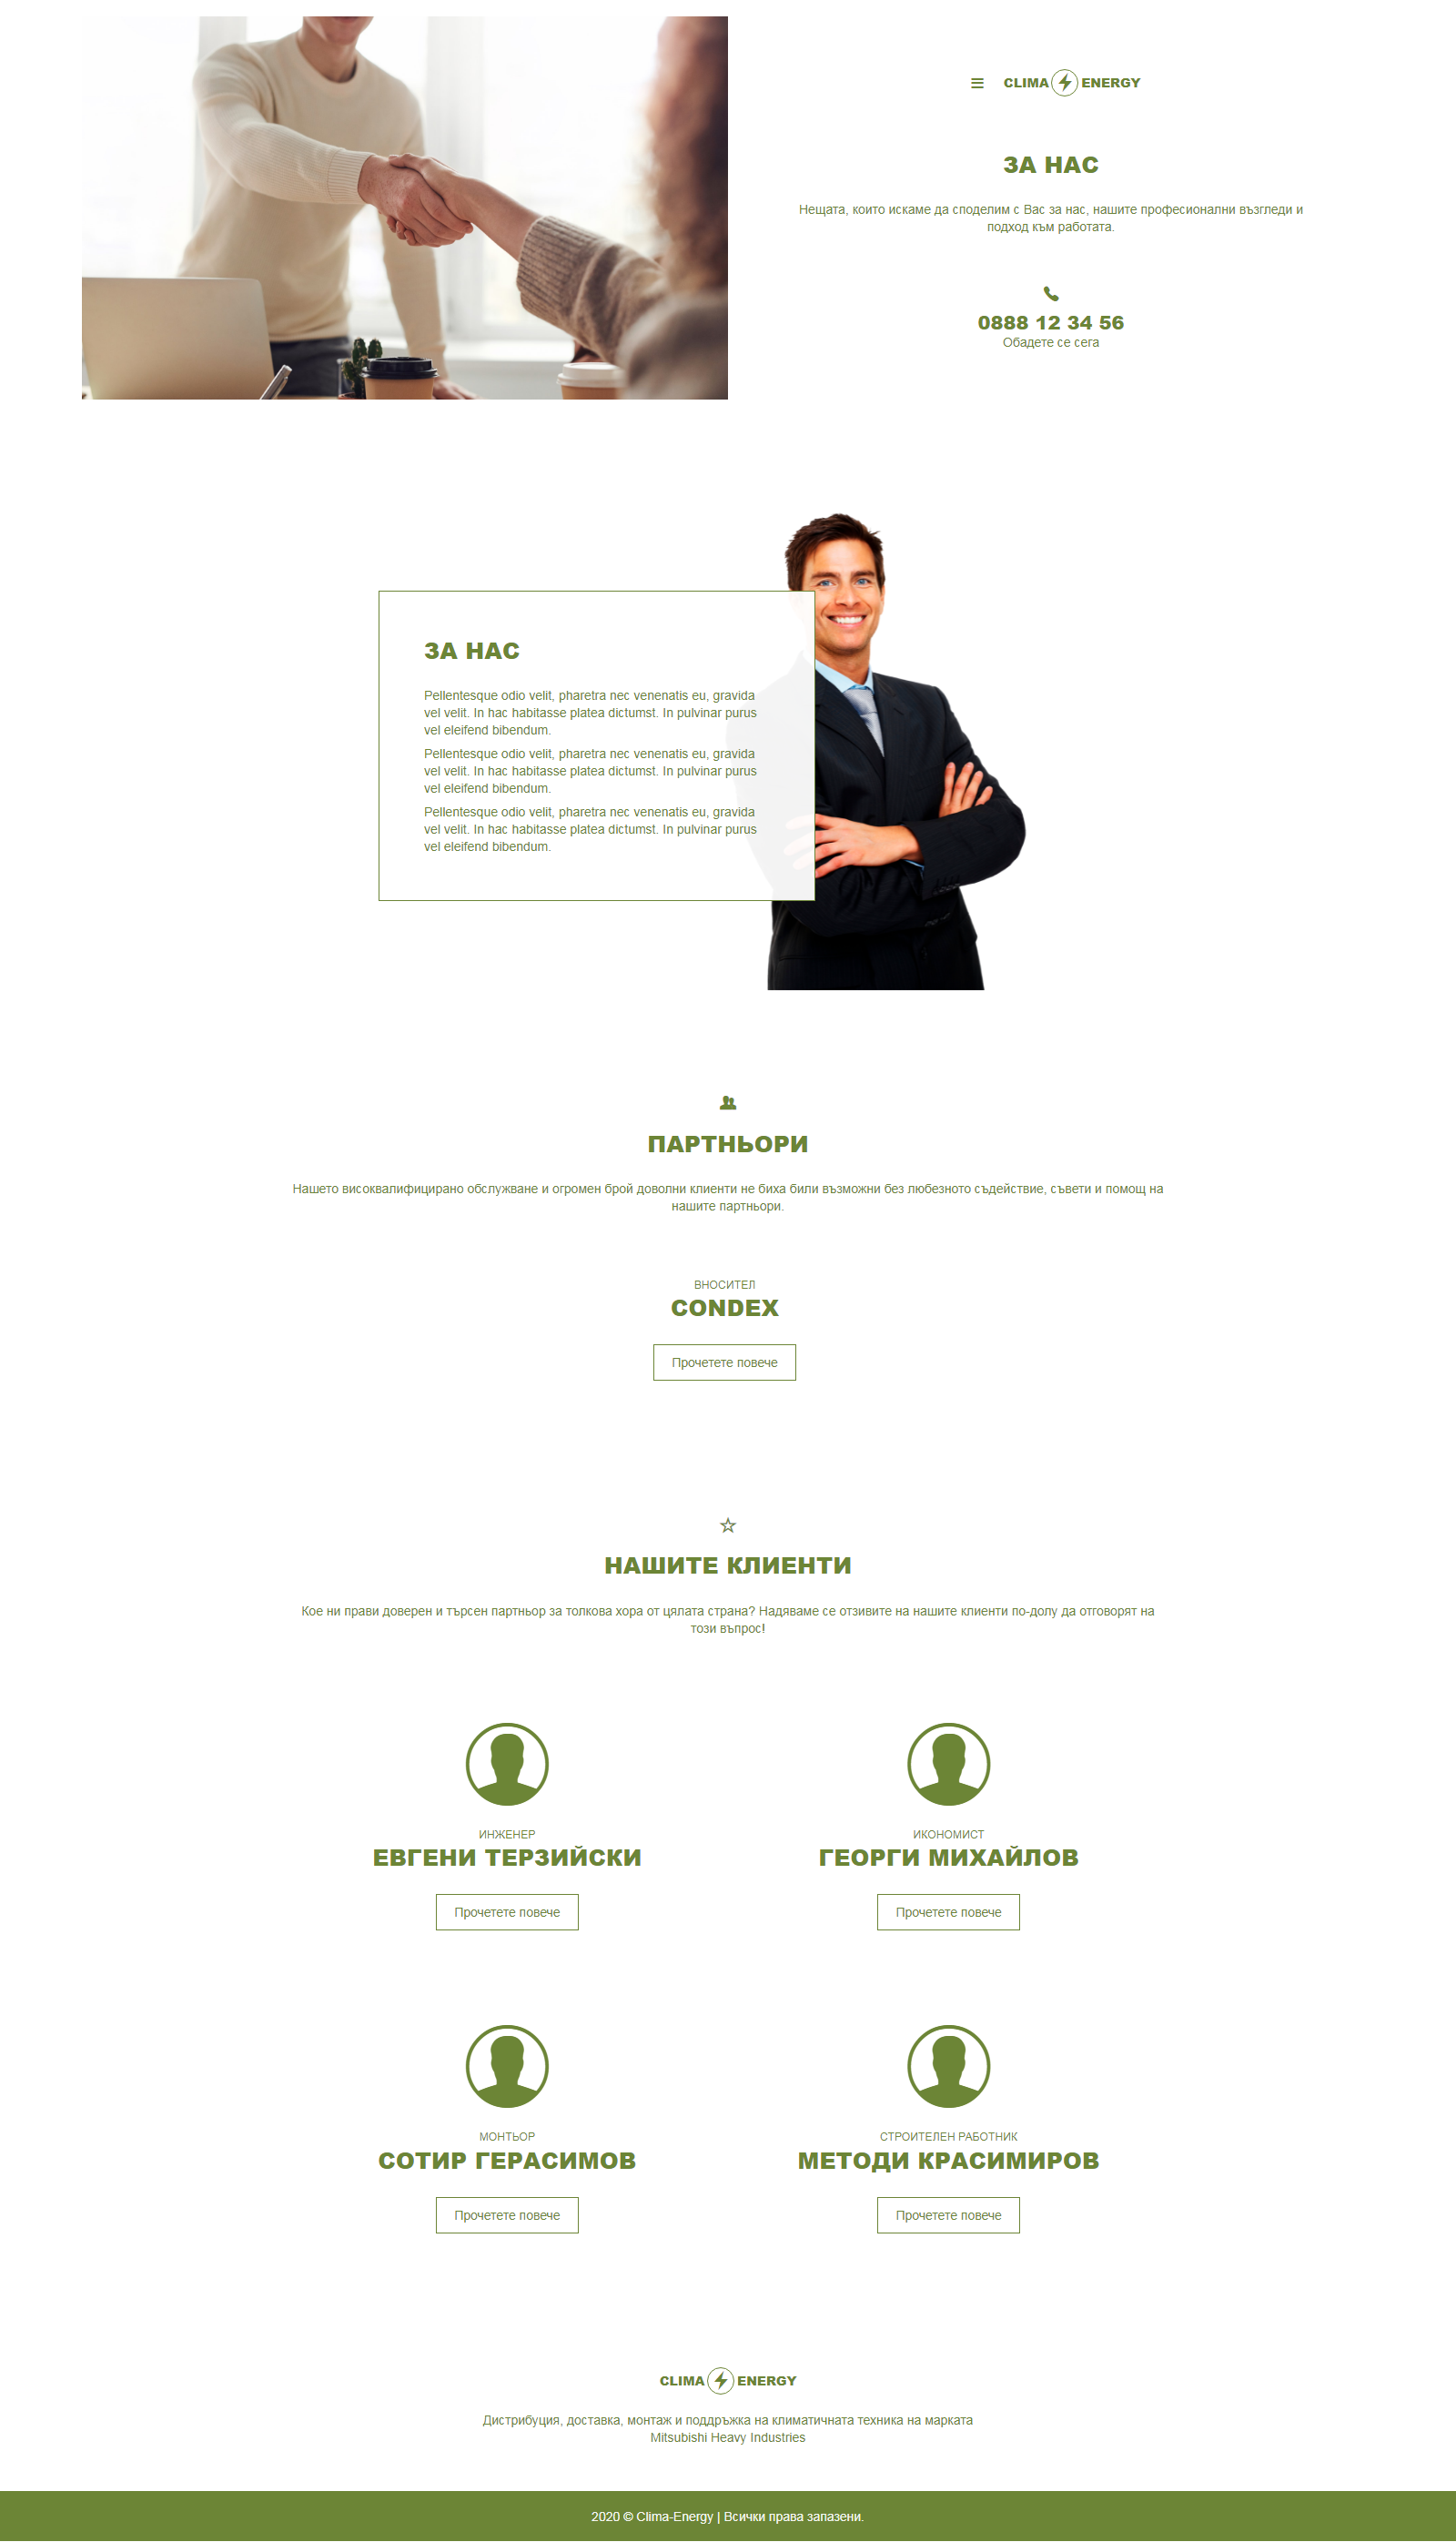 CLIMA ENERGY
ЗА НАС
Нещата, които искаме да споделим с Вас за нас, нашите професионални възгледи и
подход към работата.
0888 12 34 56
Обадете се сега
ЗА НАС
Pellentesque odio velit, pharetra nec venenatis eu, gravida
vel velit. In hac habitasse platea dictumst. In pulvinar purus
vel eleifend bibendum.
Pellentesque odio velit, pharetra nec venenatis eu, gravida
vel velit. In hac habitasse platea dictumst. In pulvinar purus
vel eleifend bibendum.
Pellentesque odio velit, pharetra nec venenatis eu, gravida
vel velit. In hac habitasse platea dictumst. In pulvinar purus
vel eleifend bibendum.
ПАРТНЬОРИ
Нашето високвалифицирано обслужване и огромен брой доволни клиенти не биха били възможни без любезното съдействие, съвети и помощ на
нашите партньори.
ВНОСИТЕЛ
CONDEX
Прочетете повече
НАШИТЕ КЛИЕНТИ
Кое ни прави доверен и търсен партньор за толкова хора от цялата страна? Надяваме се отзивите на нашите клиенти по-долу да отговорят на
този въпрос!
ИНЖЕНЕР
ЕВГЕНИ ТЕРЗИЙСКИ
Прочетете повече
ИКОНОМИСТ
ГЕОРГИ МИХАЙЛОВ
Прочетете повече
МОНТЬОР
СОТИР ГЕРАСИМОВ
Прочетете повече
СТРОИТЕЛЕН РАБОТНИК
МЕТОДИ КРАСИМИРОВ
Прочетете повече
CLIMA ENERGY
Дистрибуция, доставка, монтаж и поддръжка на климатичната техника на марката
Mitsubishi Heavy Industries
2020 © Clima-Energy | Всички права запазени.